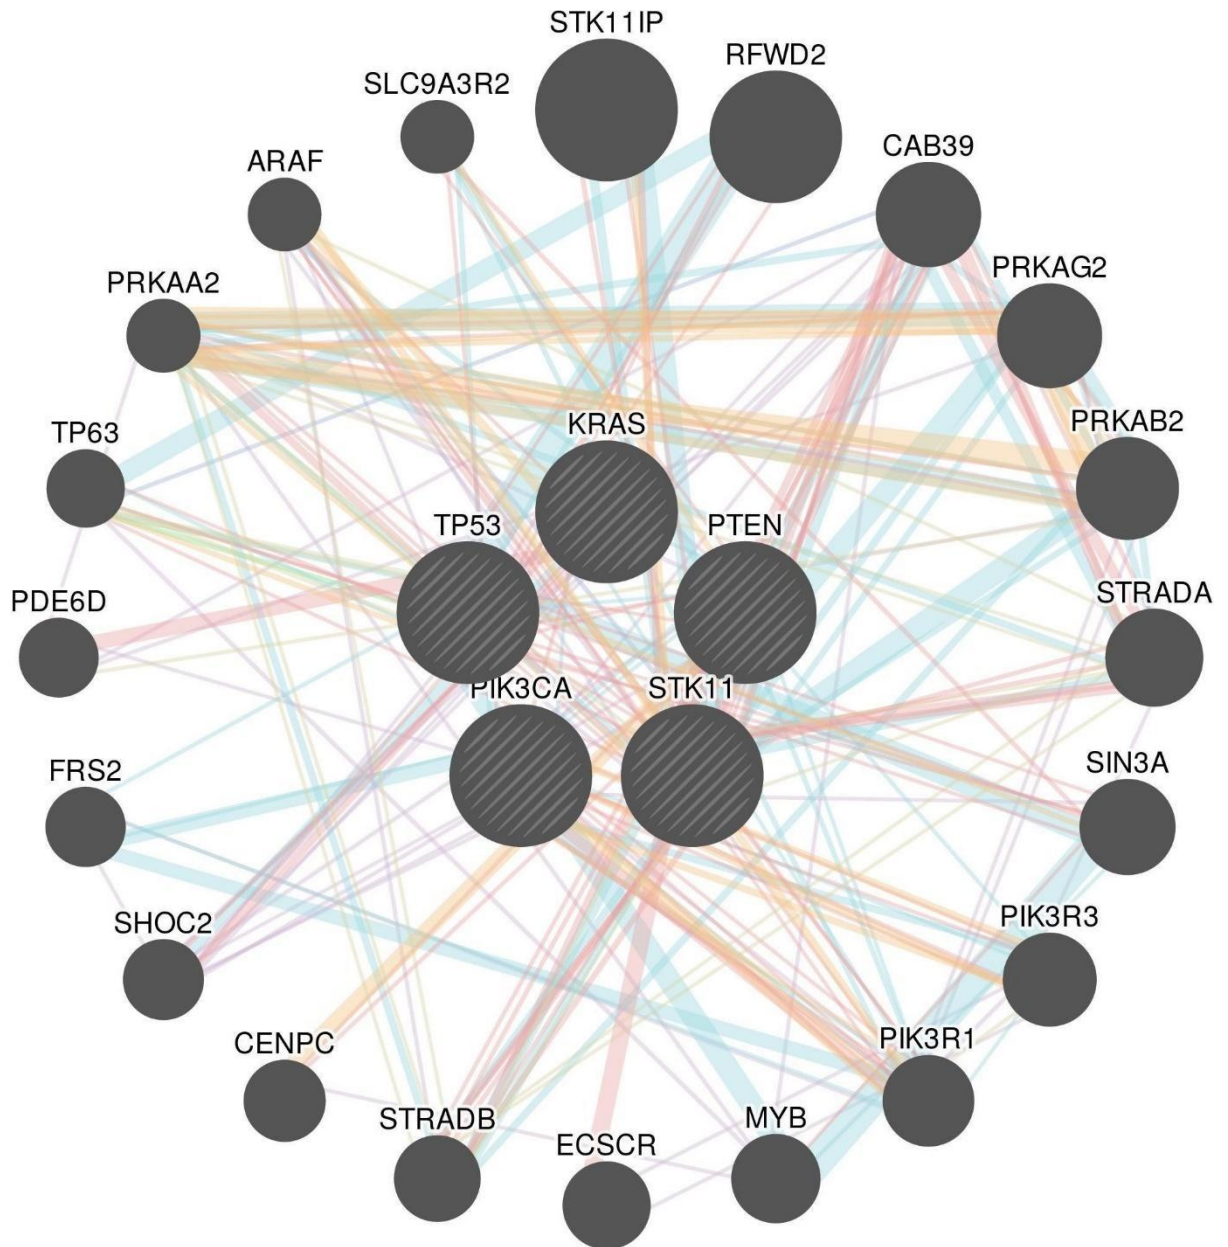 STK11IP
RFWD2
SLC9A3R2
CAB39
ARAF
PRKAG2
PRKAA2
PRKAB2
KRAS
TP63
TP53
PTEN
PDE6D
STRADA
PIK3CA
STK11
FRS2
SIN3A
SHOC2
PIK3R3
CENPC
PIK3R1
STRADB
ECSCR
MYB